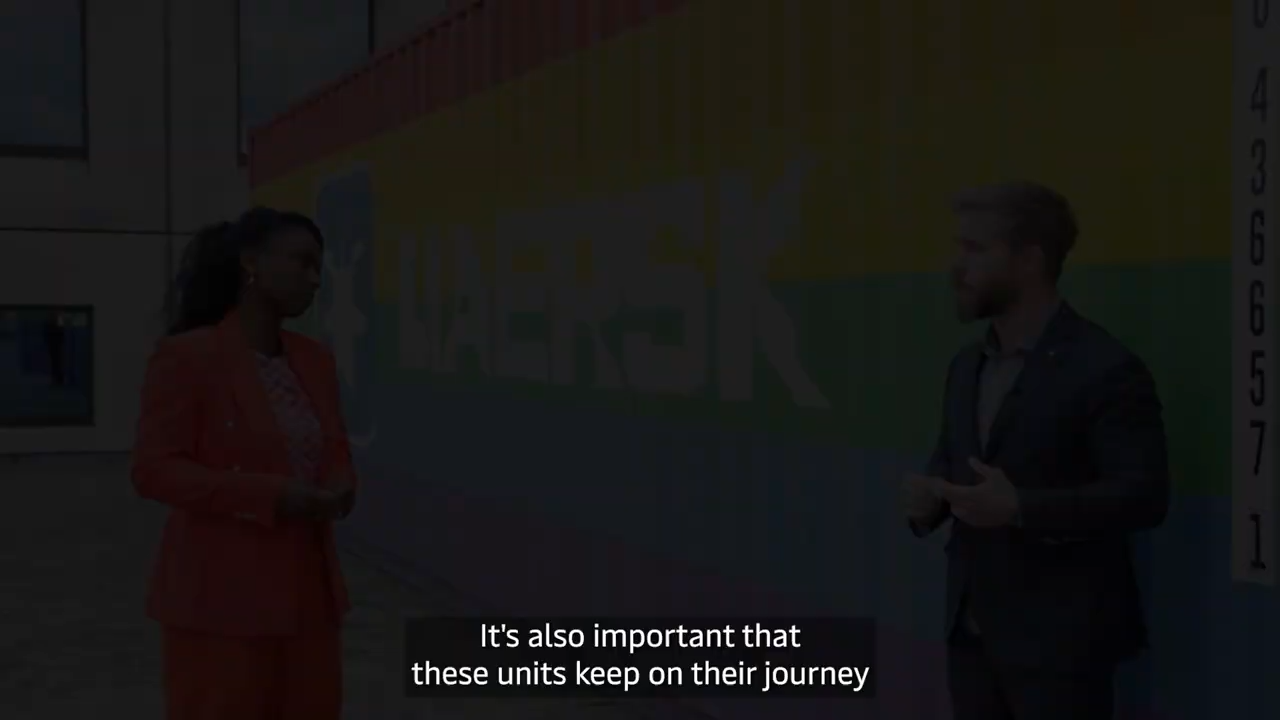 MAERSK
4
3
6
6
5
7
1
It's also important that
these units keep on their journey